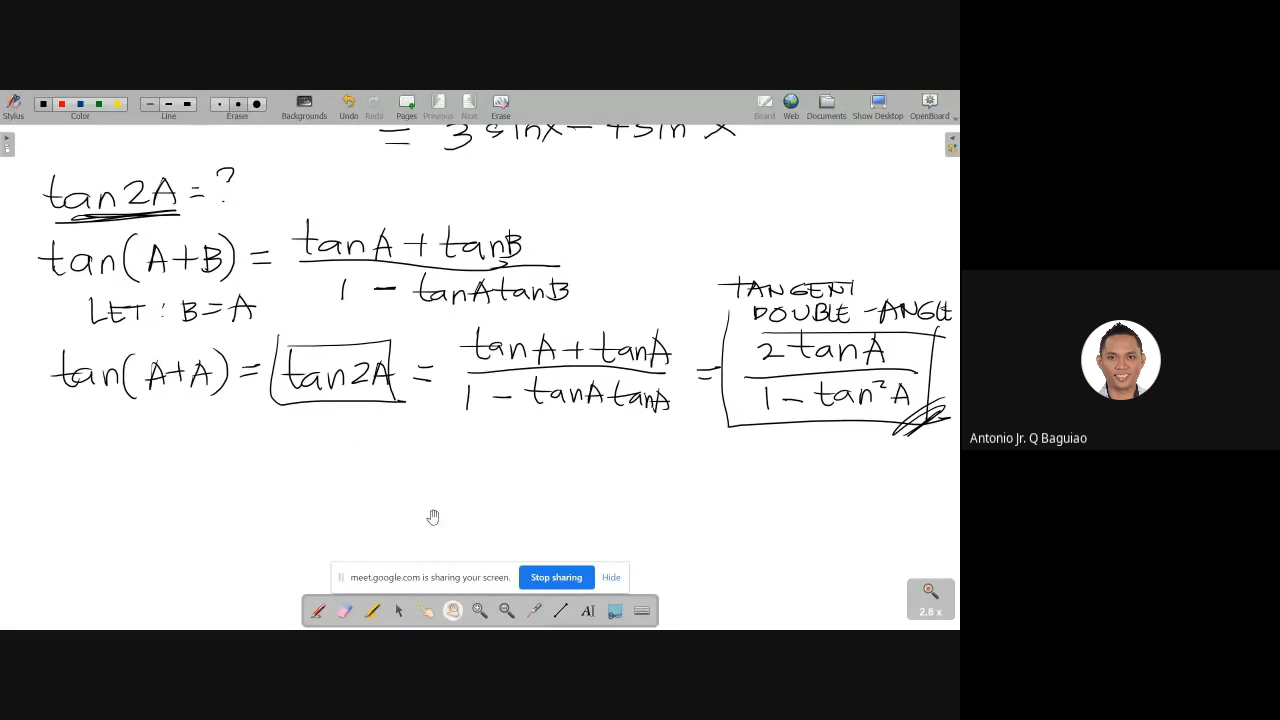 Stylus Color Line Eraser Backgrounds Undo Redo Pages Previous Next Erase Board Web Documents Show Desktop OpenBoard
= 3 sinx - 4 sin x
tan2A = ?
tan(A+B) = tanA + tanB / 1 - tanAtanB
LET : B = A
TANGENT
DOUBLE-ANGLE
tan(A+A) = tan2A = tanA + tanA / 1 - tanAtanA = 2tanA / 1 - tan²A
Antonio Jr. Q Baguiao
meet.google.com is sharing your screen. Stop sharing Hide
AI
2.8 x